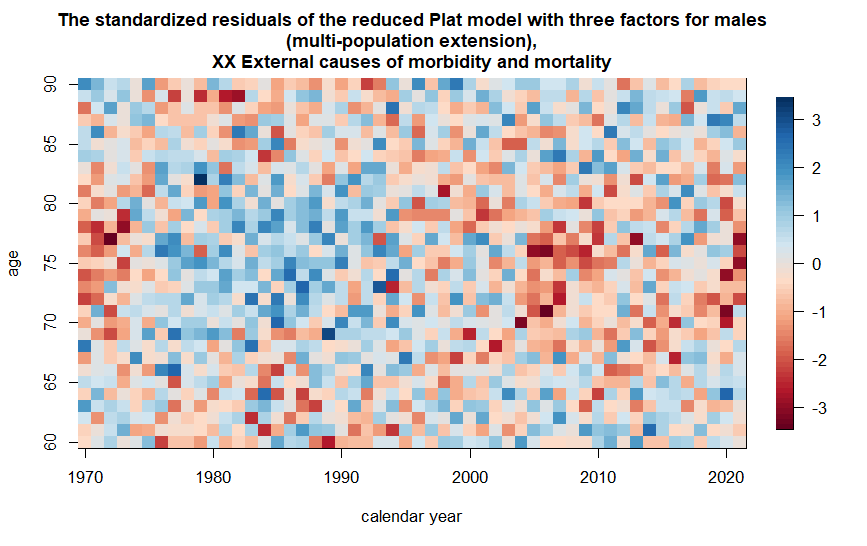 The standardized residuals of the reduced Plat model with three factors for males
(multi-population extension),
XX External causes of morbidity and mortality
age
90
85
80
75
70
65
60
1970 1980 1990 2000 2010 2020
calendar year
3
2
1
0
-1
-2
-3